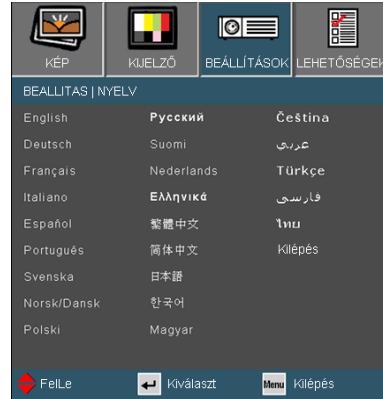 KÉP KIJELZŐ BEÁLLÍTÁSOK LEHETŐSÉGEK
BEALLITAS | NYELV
English Русский Čeština
Deutsch Suomi عربي
Français Nederlands Türkçe
Italiano Ελληνικά فارسی
Español 繁體中文 ไทย
Português 简体中文 Kilépés
Svenska 日本語
Norsk/Dansk 한국어
Polski Magyar
FelLe Kiválaszt Menu Kilépés